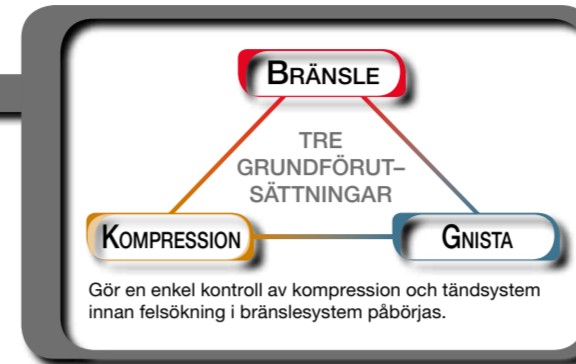 BRÄNSLE
TRE
GRUNDFÖRUT–
SÄTTNINGAR
KOMPRESSION
GNISTA
Gör en enkel kontroll av kompression och tändsystem
innan felsökning i bränslesystem påbörjas.